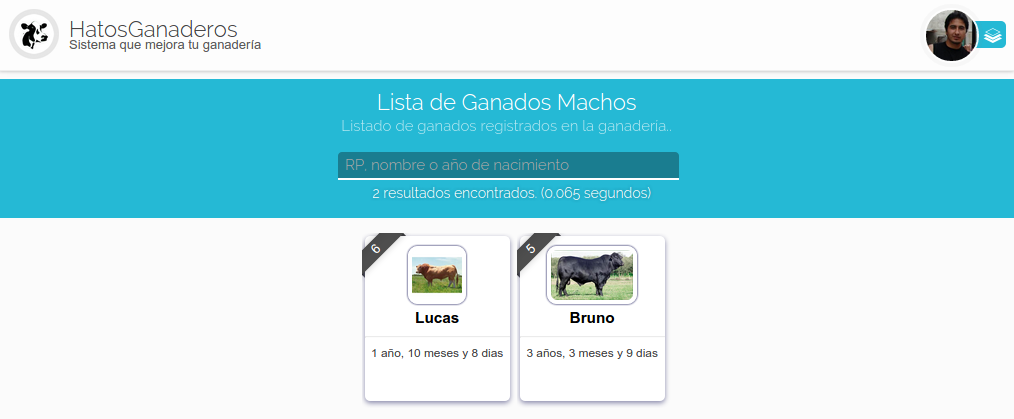 HatosGanaderos
Sistema que mejora tu ganadería
Lista de Ganados Machos
Listado de ganados registrados en la ganaderia..
RP, nombre o año de nacimiento
2 resultados encontrados. (0.065 segundos)
6
Lucas
1 año, 10 meses y 8 dias
5
Bruno
3 años, 3 meses y 9 dias